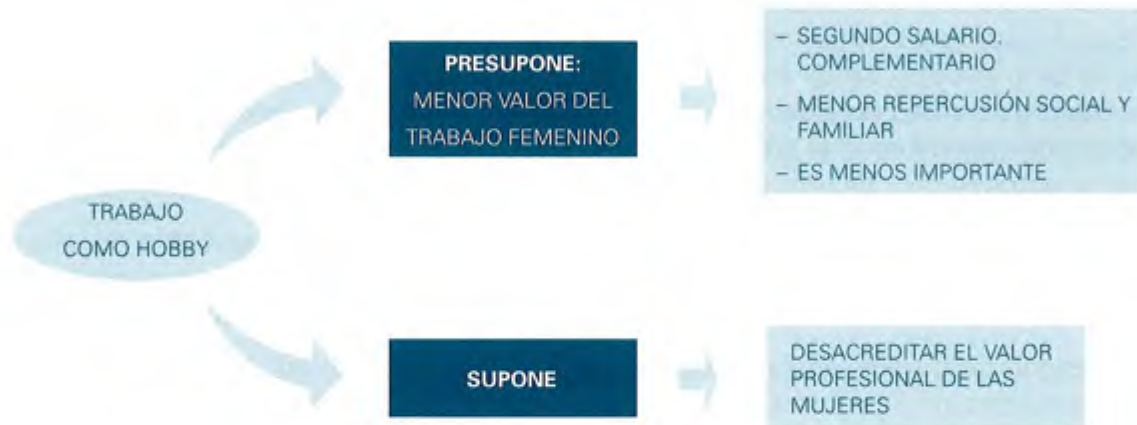 TRABAJO
COMO HOBBY
PRESUPONE:
MENOR VALOR DEL
TRABAJO FEMENINO
– SEGUNDO SALARIO.
COMPLEMENTARIO
– MENOR REPERCUSIÓN SOCIAL Y
FAMILIAR
– ES MENOS IMPORTANTE
SUPONE
DESACREDITAR EL VALOR
PROFESIONAL DE LAS
MUJERES